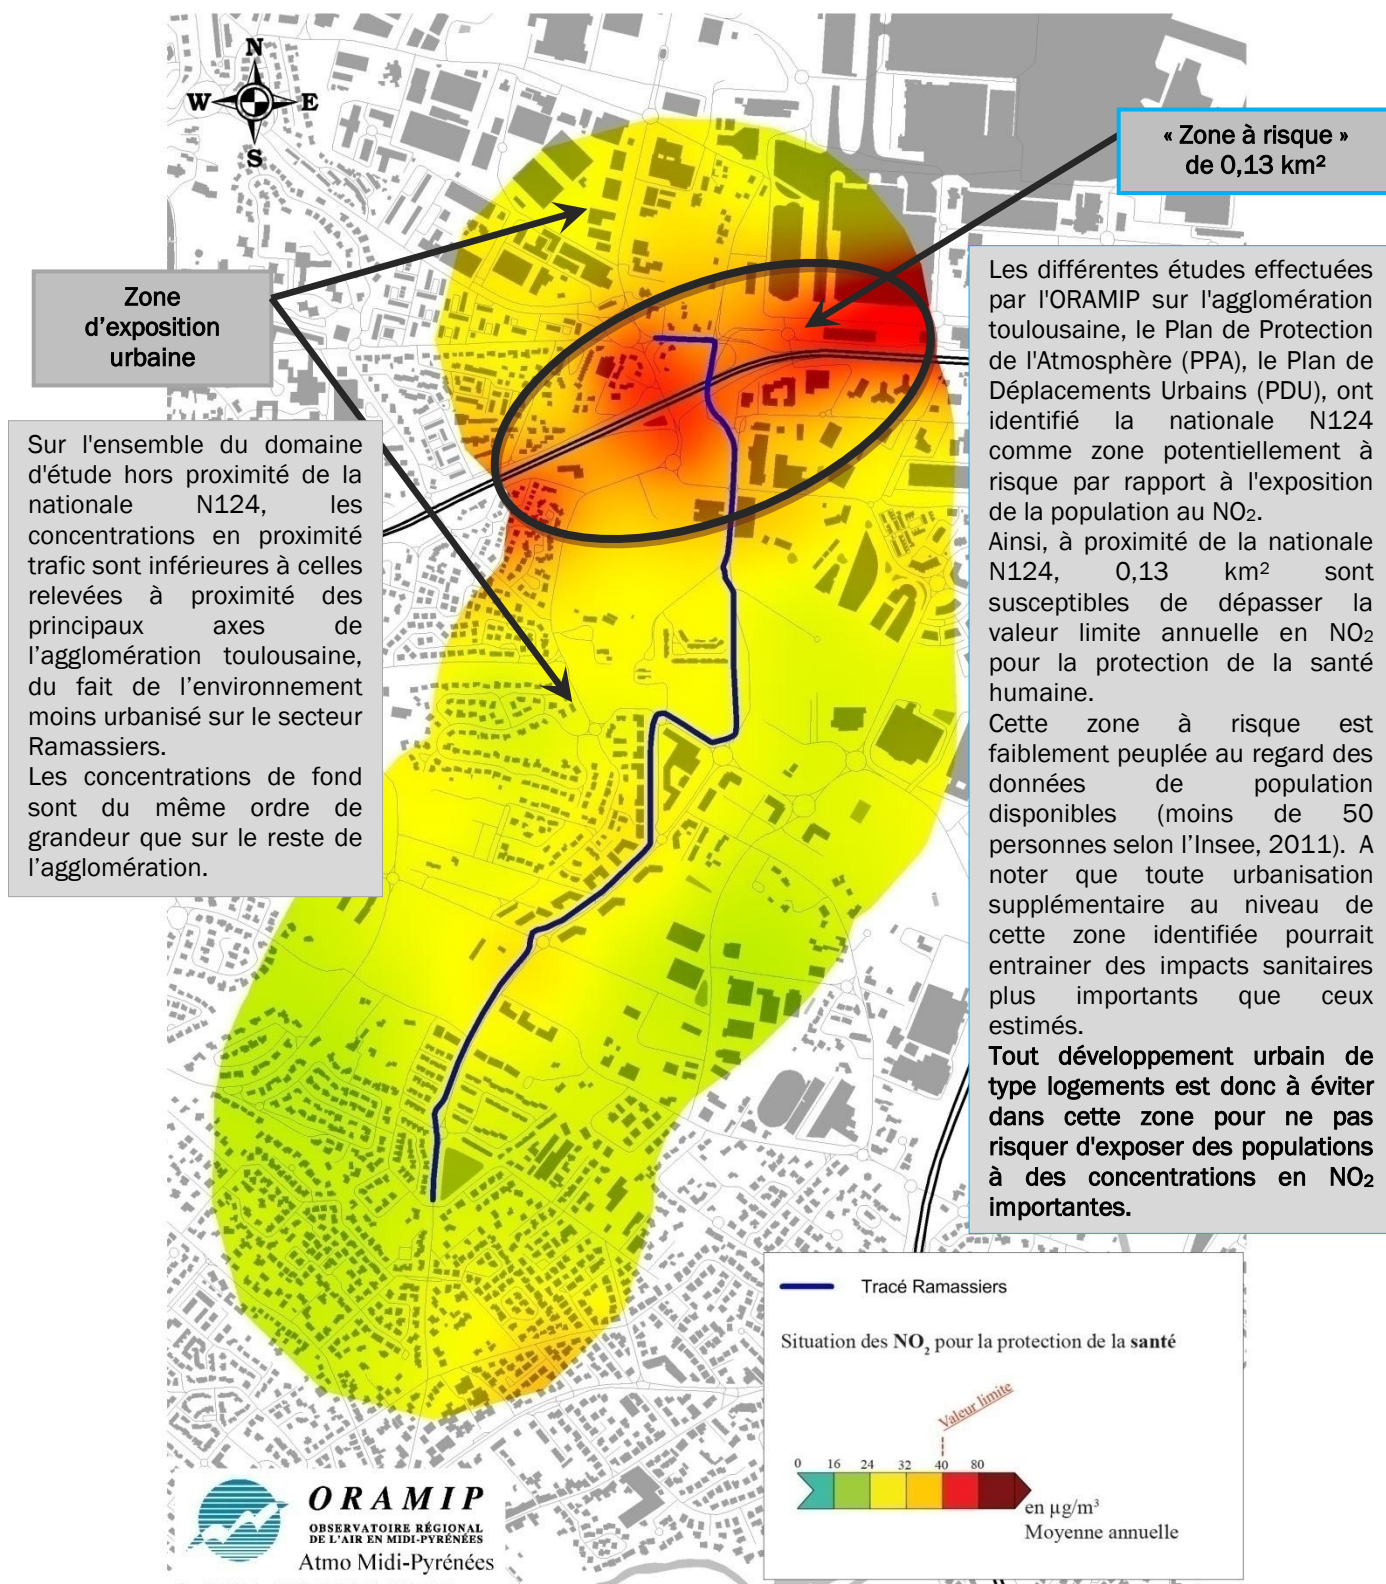 N
W
E
S
« Zone à risque »
de 0,13 km²
Zone
d’exposition
urbaine
Sur l'ensemble du domaine
d'étude hors proximité de la
nationale N124, les
concentrations en proximité
trafic sont inférieures à celles
relevées à proximité des
principaux axes de
l’agglomération toulousaine,
du fait de l’environnement
moins urbanisé sur le secteur
Ramassiers.
Les concentrations de fond
sont du même ordre de
grandeur que sur le reste de
l’agglomération.
Les différentes études effectuées
par l'ORAMIP sur l'agglomération
toulousaine, le Plan de Protection
de l'Atmosphère (PPA), le Plan de
Déplacements Urbains (PDU), ont
identifié la nationale N124
comme zone potentiellement à
risque par rapport à l'exposition
de la population au NO₂.
Ainsi, à proximité de la nationale
N124, 0,13 km² sont
susceptibles de dépasser la
valeur limite annuelle en NO₂
pour la protection de la santé
humaine.
Cette zone à risque est
faiblement peuplée au regard des
données de population
disponibles (moins de 50
personnes selon l’Insee, 2011). A
noter que toute urbanisation
supplémentaire au niveau de
cette zone identifiée pourrait
entrainer des impacts sanitaires
plus importants que ceux
estimés.
Tout développement urbain de
type logements est donc à éviter
dans cette zone pour ne pas
risquer d'exposer des populations
à des concentrations en NO₂
importantes.
Tracé Ramassiers
Situation des NO₂ pour la protection de la santé
Valeur limite
0 16 24 32 40 80
en µg/m³
Moyenne annuelle
ORAMIP
OBSERVATOIRE RÉGIONAL
DE L'AIR EN MIDI-PYRÉNÉES
Atmo Midi-Pyrénées